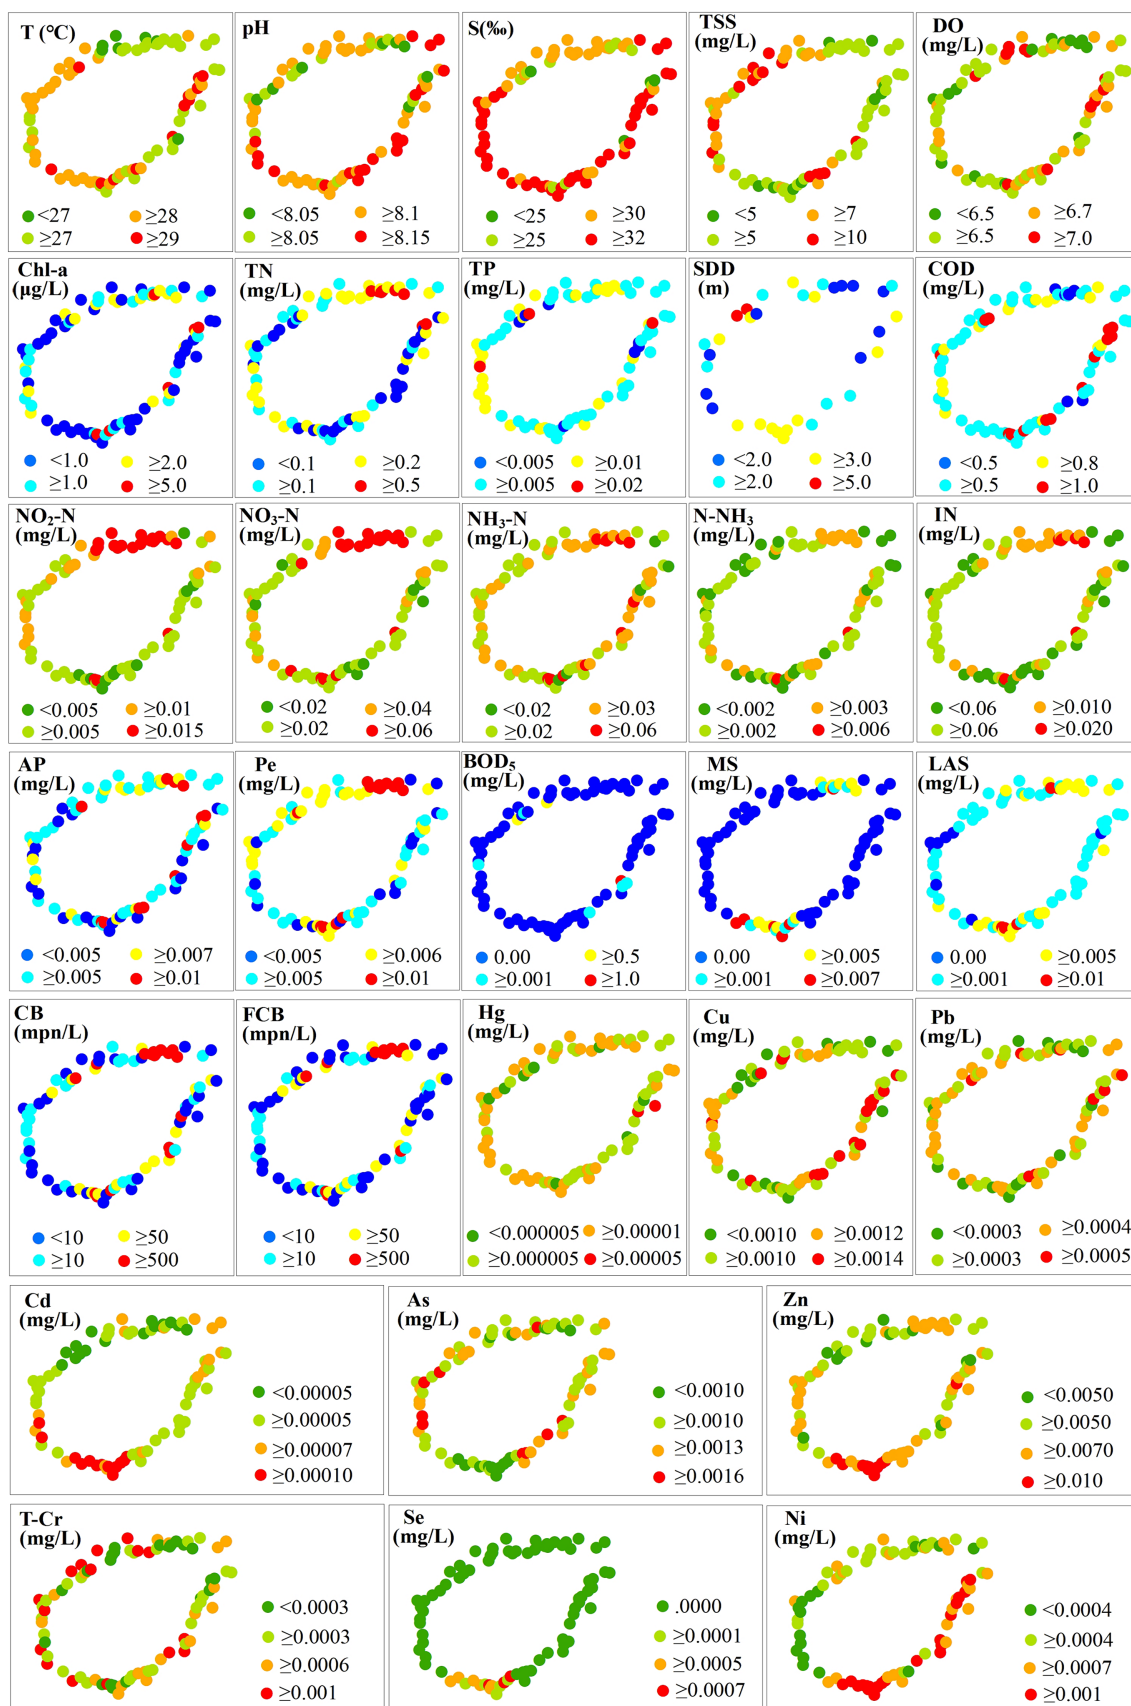 T (°C)
<27 ≥28
≥27 ≥29
pH
<8.05 ≥8.1
≥8.05 ≥8.15
S(‰)
<25 ≥30
≥25 ≥32
TSS
(mg/L)
<5 ≥7
≥5 ≥10
DO
(mg/L)
<6.5 ≥6.7
≥6.5 ≥7.0
Chl-a
(µg/L)
<1.0 ≥2.0
≥1.0 ≥5.0
TN
(mg/L)
<0.1 ≥0.2
≥0.1 ≥0.5
TP
(mg/L)
<0.005 ≥0.01
≥0.005 ≥0.02
SDD
(m)
<2.0 ≥3.0
≥2.0 ≥5.0
COD
(mg/L)
<0.5 ≥0.8
≥0.5 ≥1.0
NO₂-N
(mg/L)
<0.005 ≥0.01
≥0.005 ≥0.015
NO₃-N
(mg/L)
<0.02 ≥0.04
≥0.02 ≥0.06
NH₃-N
(mg/L)
<0.02 ≥0.03
≥0.02 ≥0.06
N-NH₃
(mg/L)
<0.002 ≥0.003
≥0.002 ≥0.006
IN
(mg/L)
<0.06 ≥0.010
≥0.06 ≥0.020
AP
(mg/L)
<0.005 ≥0.007
≥0.005 ≥0.01
Pe
(mg/L)
<0.005 ≥0.006
≥0.005 ≥0.01
BOD₅
(mg/L)
0.00 ≥0.5
≥0.001 ≥1.0
MS
(mg/L)
0.00 ≥0.005
≥0.001 ≥0.007
LAS
(mg/L)
0.00 ≥0.005
≥0.001 ≥0.01
CB
(mpn/L)
<10 ≥50
≥10 ≥500
FCB
(mpn/L)
<10 ≥50
≥10 ≥500
Hg
(mg/L)
<0.000005 ≥0.00001
≥0.000005 ≥0.00005
Cu
(mg/L)
<0.0010 ≥0.0012
≥0.0010 ≥0.0014
Pb
(mg/L)
<0.0003 ≥0.0004
≥0.0003 ≥0.0005
Cd
(mg/L)
<0.00005
≥0.00005
≥0.00007
≥0.00010
As
(mg/L)
<0.0010
≥0.0010
≥0.0013
≥0.0016
Zn
(mg/L)
<0.0050
≥0.0050
≥0.0070
≥0.010
T-Cr
(mg/L)
<0.0003
≥0.0003
≥0.0006
≥0.001
Se
(mg/L)
.0000
≥0.0001
≥0.0005
≥0.0007
Ni
(mg/L)
<0.0004
≥0.0004
≥0.0007
≥0.001